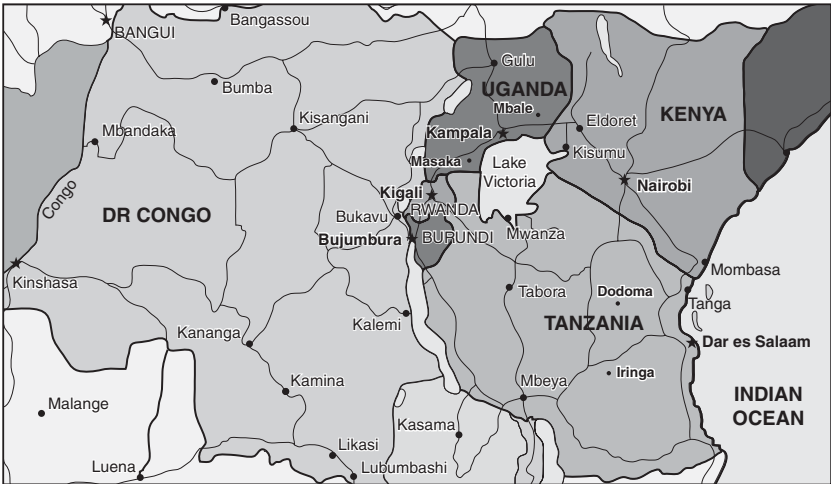 Bangassou
BANGUI
Gulu
UGANDA
Bumba
Mbale
KENYA
Kisangani
Eldoret
Mbandaka
Kampala
Kisumu
Masaka
Lake
Victoria
Nairobi
Congo
Kigali
DR CONGO
RWANDA
Bukavu
Bujumbura
BURUNDI
Mwanza
Mombasa
Kinshasa
Tabora
Dodoma
Tanga
Kalemi
TANZANIA
Kananga
Dar es Salaam
Iringa
Kamina
Mbeya
INDIAN
OCEAN
Malange
Kasama
Likasi
Luena
Lubumbashi